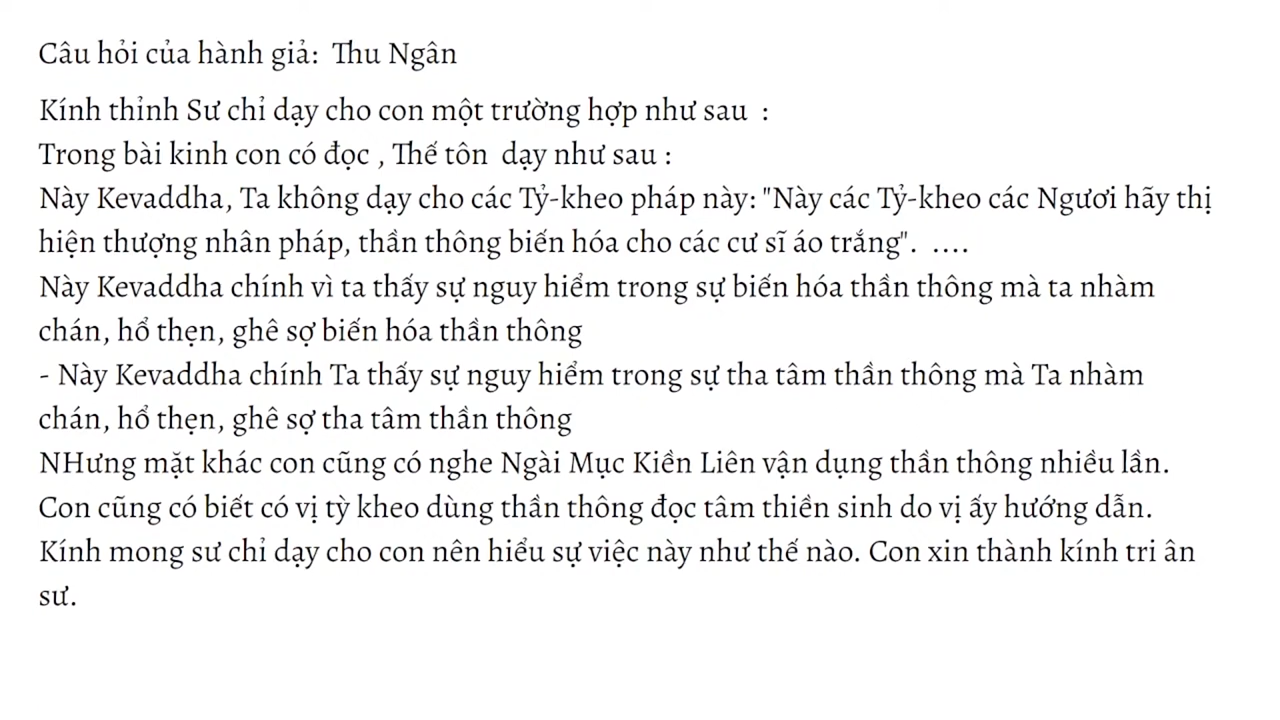 Câu hỏi của hành giả: Thu Ngân
Kính thỉnh Sư chỉ dạy cho con một trường hợp như sau :
Trong bài kinh con có đọc , Thế tôn dạy như sau :
Này Kevaddha, Ta không dạy cho các Tỷ-kheo pháp này: "Này các Tỷ-kheo các Ngươi hãy thị
hiện thượng nhân pháp, thần thông biến hóa cho các cư sĩ áo trắng". ....
Này Kevaddha chính vì ta thấy sự nguy hiểm trong sự biến hóa thần thông mà ta nhàm
chán, hổ thẹn, ghê sợ biến hóa thần thông
- Này Kevaddha chính Ta thấy sự nguy hiểm trong sự tha tâm thần thông mà Ta nhàm
chán, hổ thẹn, ghê sợ tha tâm thần thông
NHưng mặt khác con cũng có nghe Ngài Mục Kiền Liên vận dụng thần thông nhiều lần.
Con cũng có biết có vị tỳ kheo dùng thần thông đọc tâm thiền sinh do vị ấy hướng dẫn.
Kính mong sư chỉ dạy cho con nên hiểu sự việc này như thế nào. Con xin thành kính tri ân
sư.